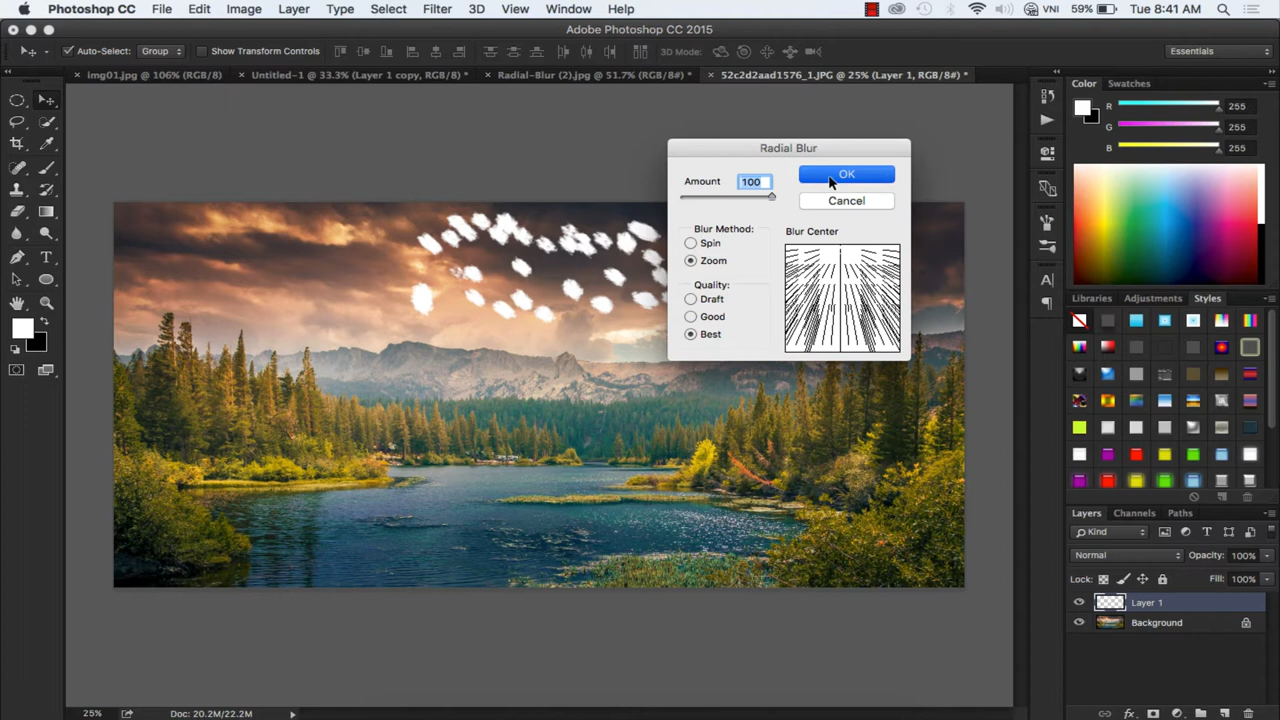 Photoshop CC File Edit Image Layer Type Select Filter 3D View Window Help VNI 59% Tue 8:41 AM
Adobe Photoshop CC 2015
Auto-Select: Group Show Transform Controls 3D Mode: Essentials
img01.jpg @ 106% (RGB/8) Untitled-1 @ 33.3% (Layer 1 copy, RGB/8) * Radial-Blur (2).jpg @ 51.7% (RGB/8#) * 52c2d2aad1576_1.JPG @ 25% (Layer 1, RGB/8#) *
Color Swatches
R 255
G 255
B 255
Radial Blur
Amount 100 OK
Cancel
Blur Method: Blur Center
Spin
Zoom
Quality:
Draft
Good
Best
Libraries Adjustments Styles
Layers Channels Paths
Kind
Normal Opacity: 100%
Lock: Fill: 100%
Layer 1
Background
25% Doc: 20.2M/22.2M